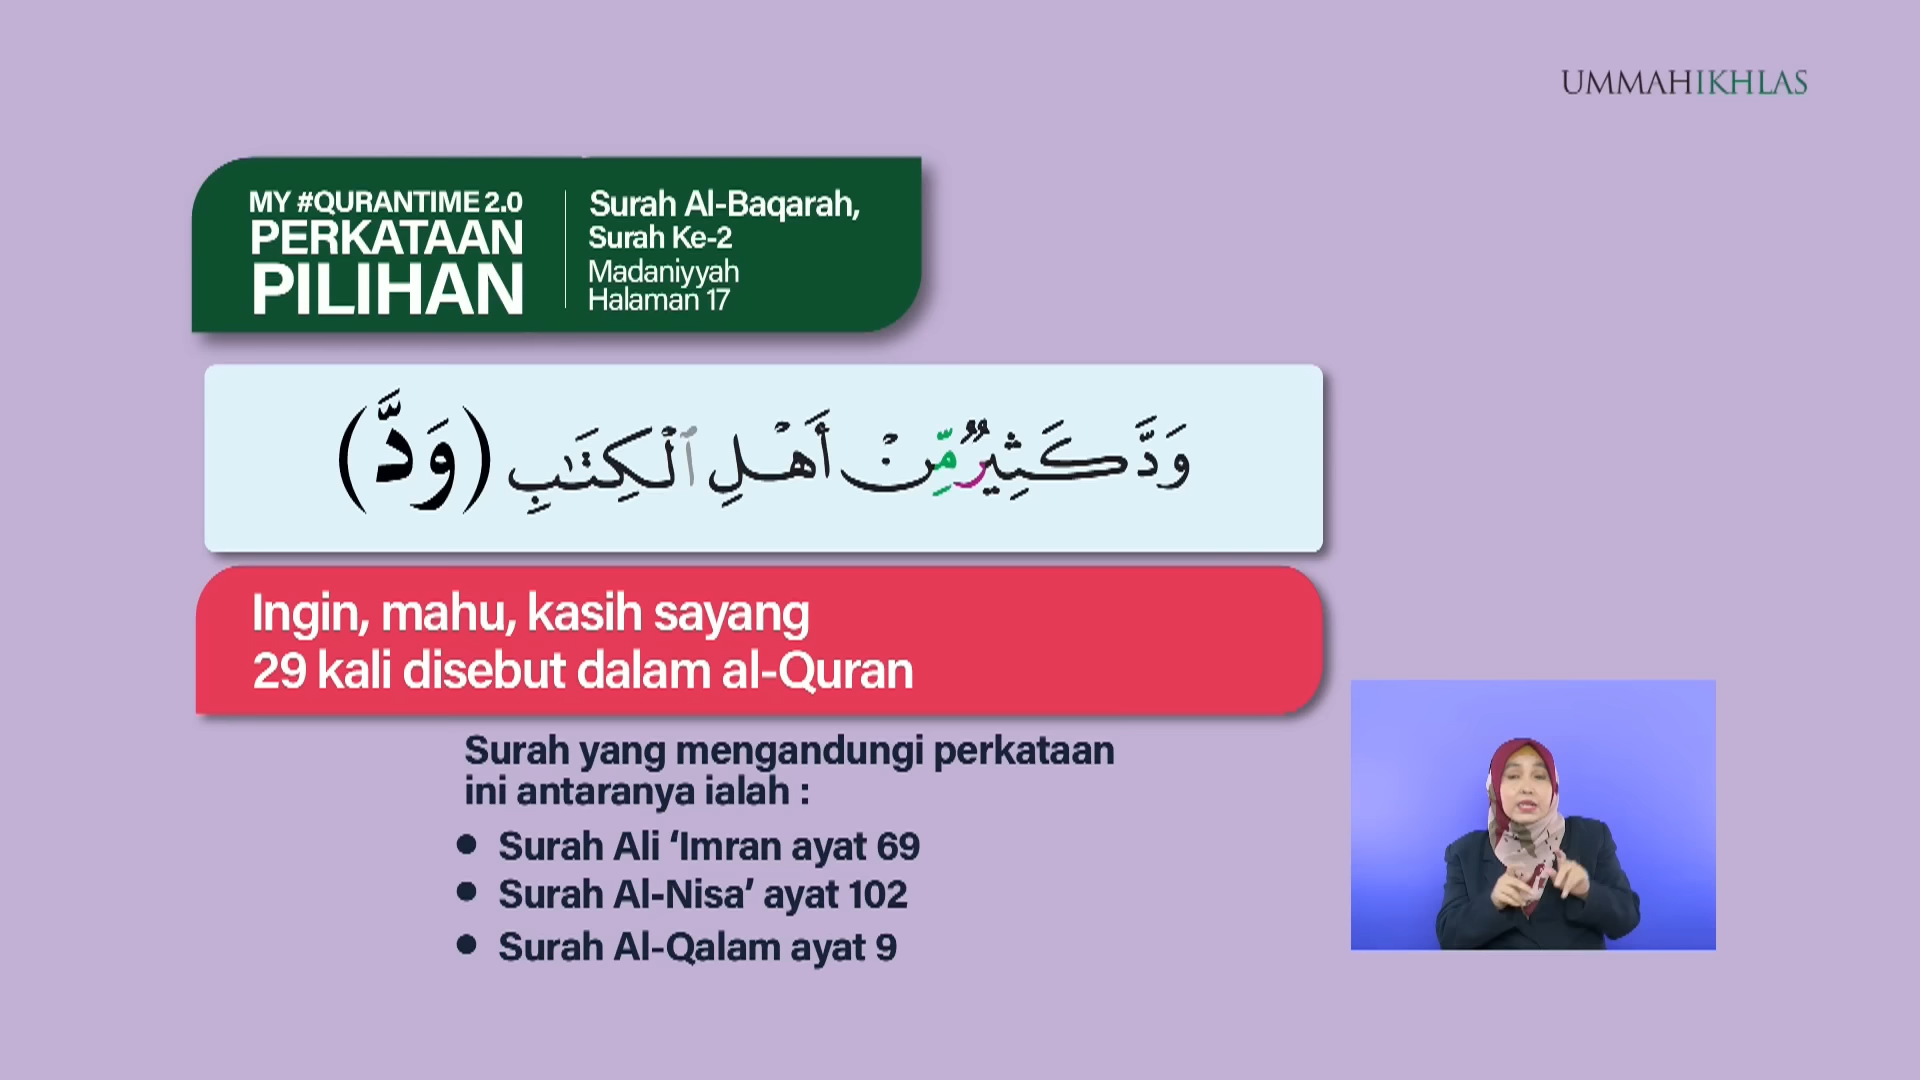 UMMAHIKHLAS
MY #QURANTIME 2.0
PERKATAAN
PILIHAN
Surah Al-Baqarah,
Surah Ke-2
Madaniyyah
Halaman 17
وَدَّ كَثِيرٌ مِّنْ أَهْلِ ٱلْكِتَٰبِ (وَدَّ)
Ingin, mahu, kasih sayang
29 kali disebut dalam al-Quran
Surah yang mengandungi perkataan
ini antaranya ialah :
• Surah Ali ‘Imran ayat 69
• Surah Al-Nisa’ ayat 102
• Surah Al-Qalam ayat 9